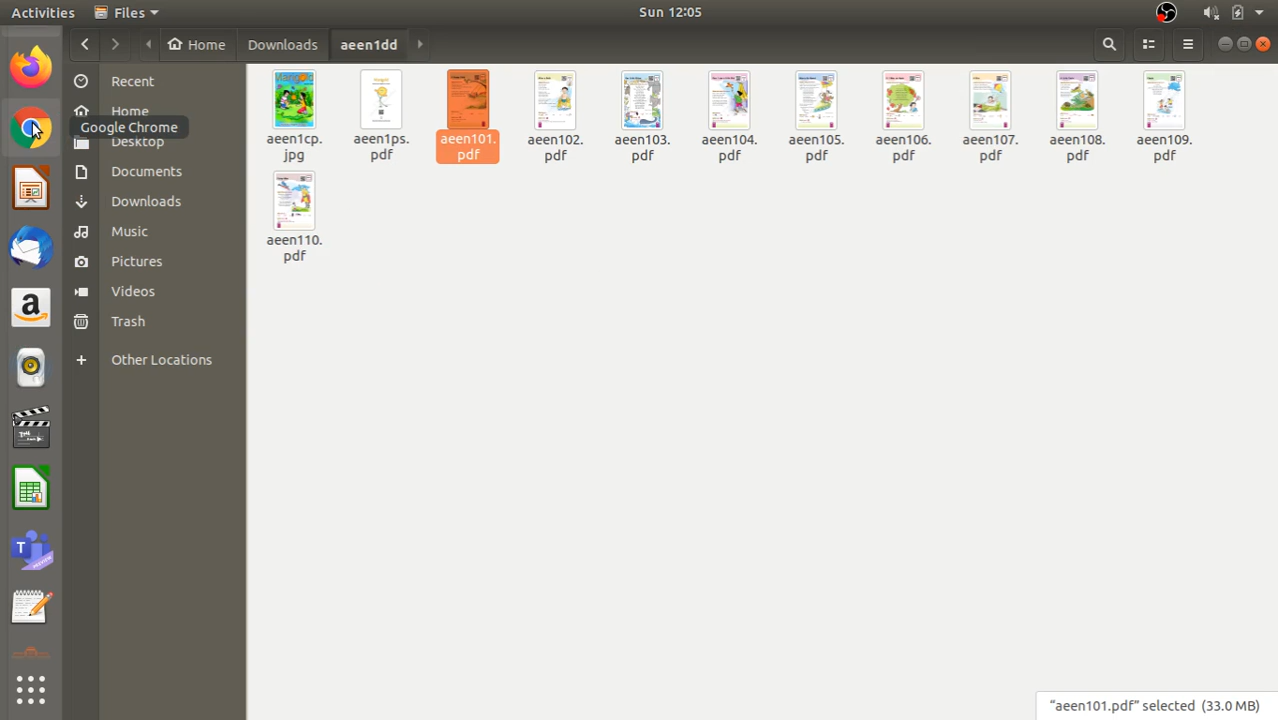 Activities Files Sun 12:05
Home Downloads aeen1dd
Recent
Home
Google Chrome
Desktop
Documents
Downloads
Music
Pictures
Videos
Trash
Other Locations
aeen1cp.
jpg
aeen1ps.
pdf
aeen101.
pdf
aeen102.
pdf
aeen103.
pdf
aeen104.
pdf
aeen105.
pdf
aeen106.
pdf
aeen107.
pdf
aeen108.
pdf
aeen109.
pdf
aeen110.
pdf
"aeen101.pdf" selected (33.0 MB)